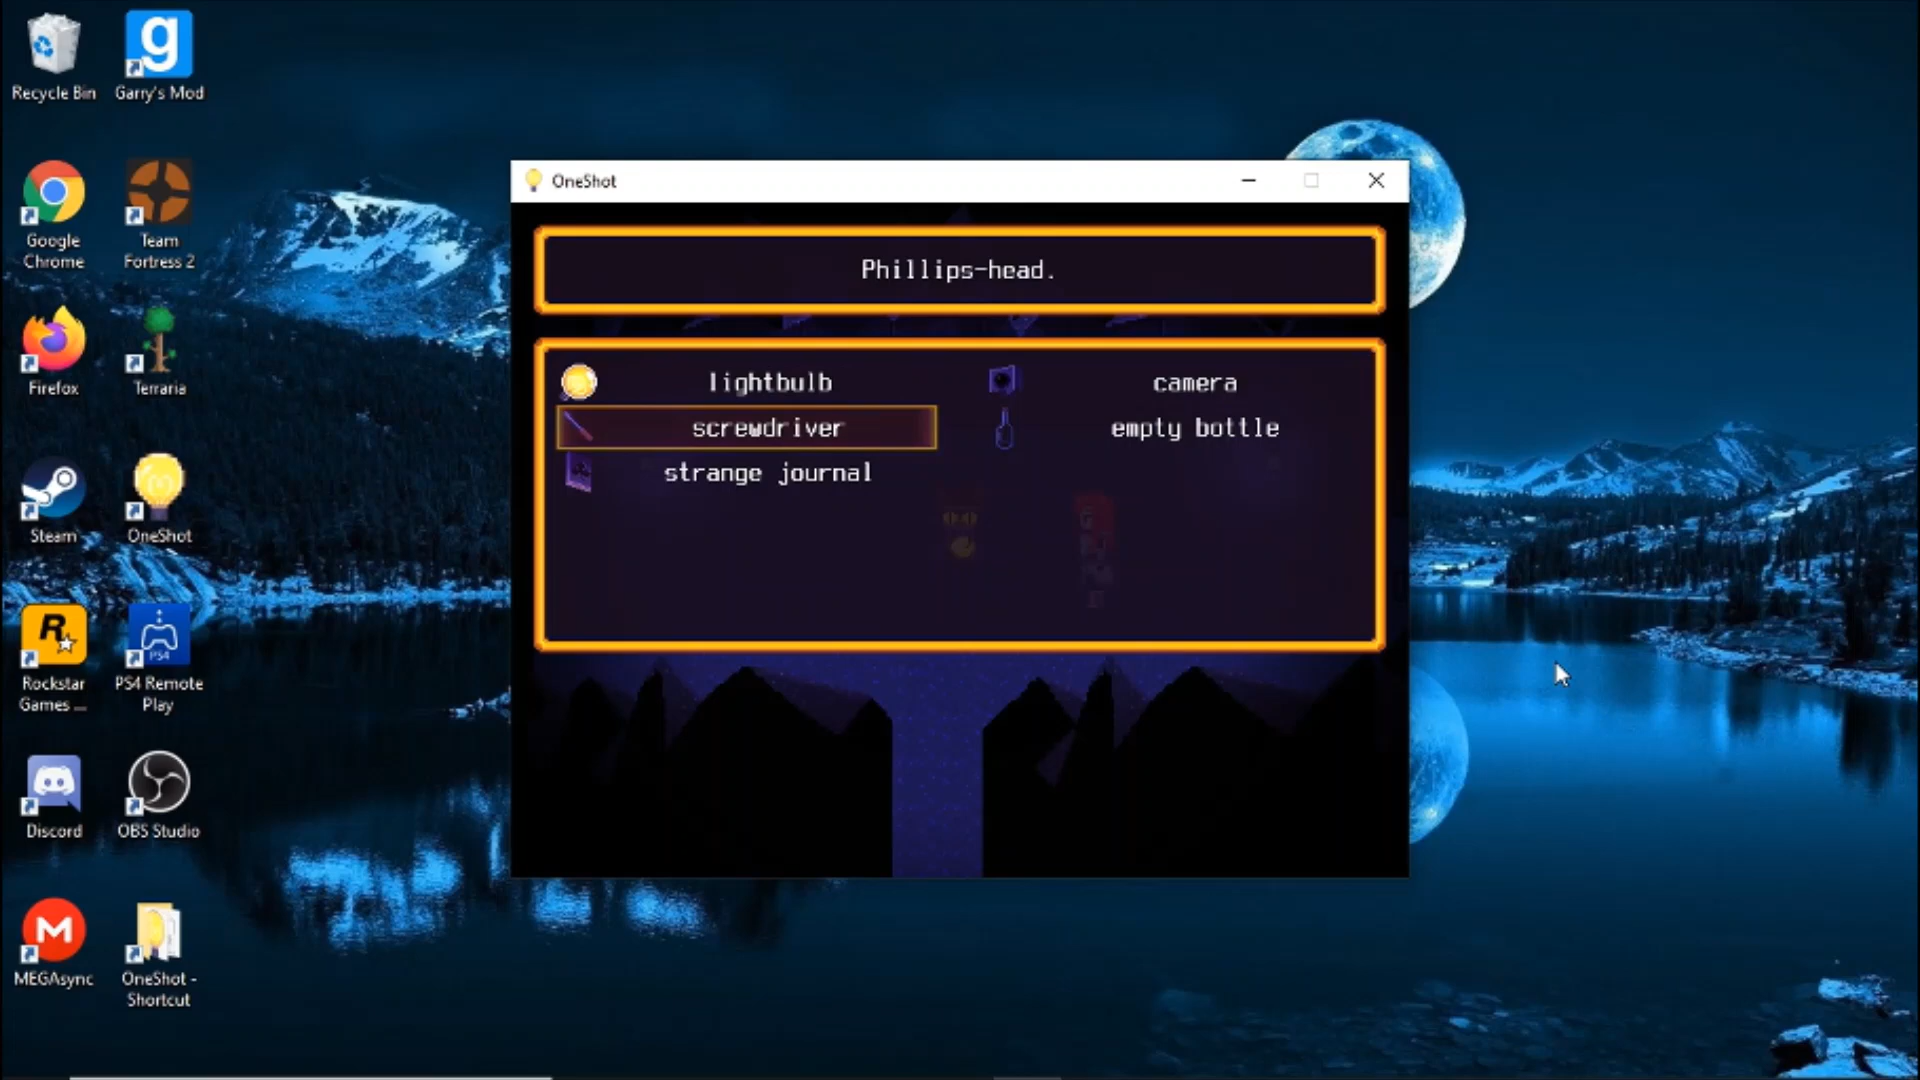 Recycle Bin
Garry's Mod
Google
Chrome
Team
Fortress 2
Firefox
Terraria
Steam
OneShot
Rockstar
Games ...
PS4 Remote
Play
Discord
OBS Studio
MEGAsync
OneShot -
Shortcut
OneShot
Phillips-head.
lightbulb
camera
screwdriver
empty bottle
strange journal